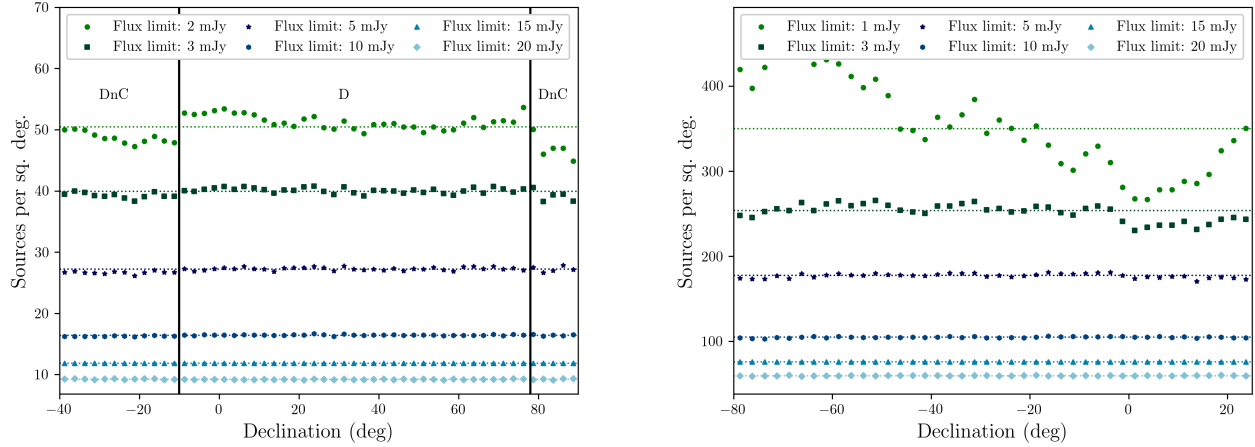 Flux limit: 2 mJy Flux limit: 5 mJy Flux limit: 15 mJy
Flux limit: 3 mJy Flux limit: 10 mJy Flux limit: 20 mJy
DnC D DnC
70
60
50
40
30
20
10
Sources per sq. deg.
−40 −20 0 20 40 60 80
Declination (deg)
Flux limit: 1 mJy Flux limit: 5 mJy Flux limit: 15 mJy
Flux limit: 3 mJy Flux limit: 10 mJy Flux limit: 20 mJy
400
300
200
100
Sources per sq. deg.
−80 −60 −40 −20 0 20
Declination (deg)